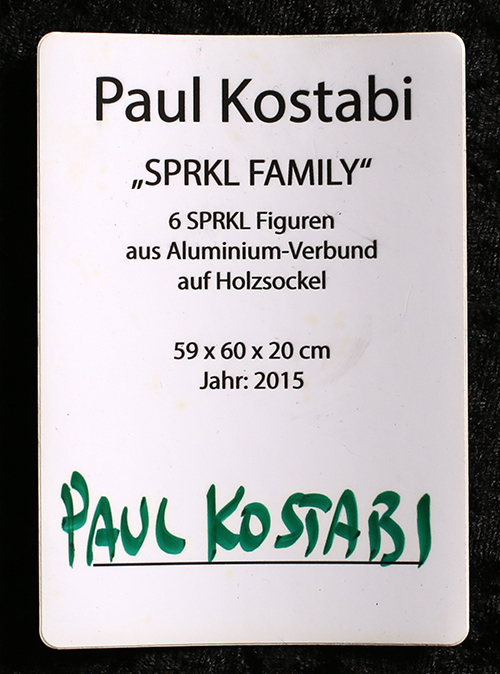 Paul Kostabi
„SPRKL FAMILY“
6 SPRKL Figuren
aus Aluminium-Verbund
auf Holzsockel
59 x 60 x 20 cm
Jahr: 2015
PAUL KOSTABI